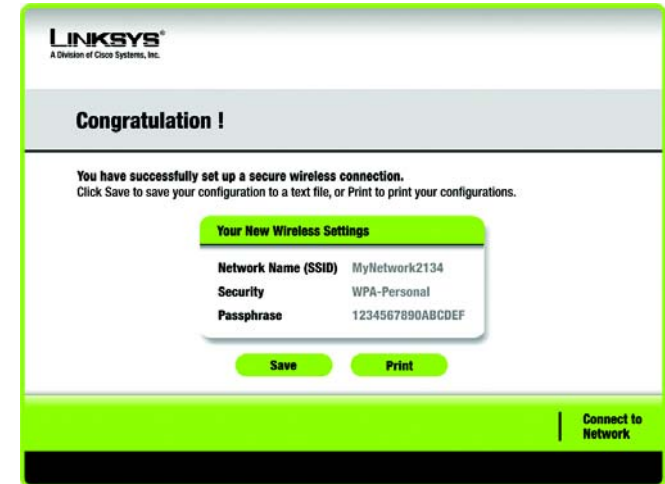 LINKSYS®
A Division of Cisco Systems, Inc.
Congratulation !
You have successfully set up a secure wireless connection.
Click Save to save your configuration to a text file, or Print to print your configurations.
Your New Wireless Settings
Network Name (SSID) MyNetwork2134
Security WPA-Personal
Passphrase 1234567890ABCDEF
Save Print
Connect to
Network